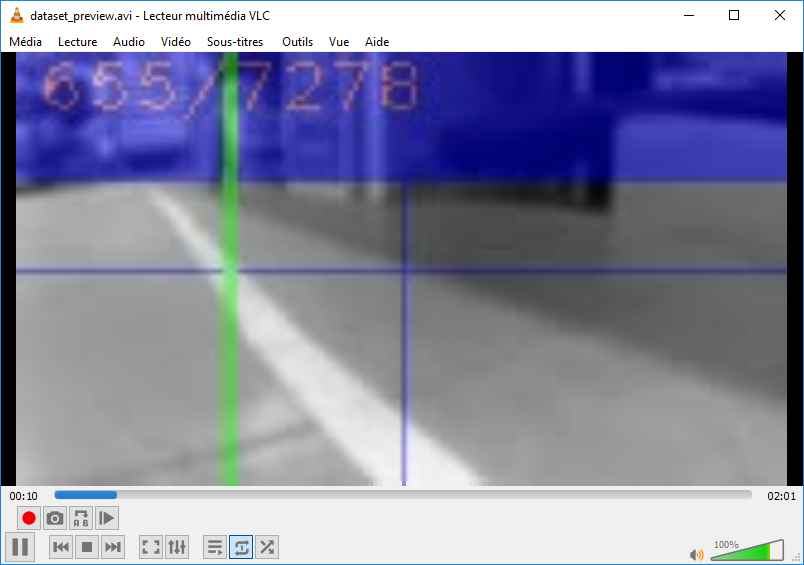 dataset_preview.avi - Lecteur multimédia VLC
Média Lecture Audio Vidéo Sous-titres Outils Vue Aide
655/7278
00:10 02:01
A B
100%